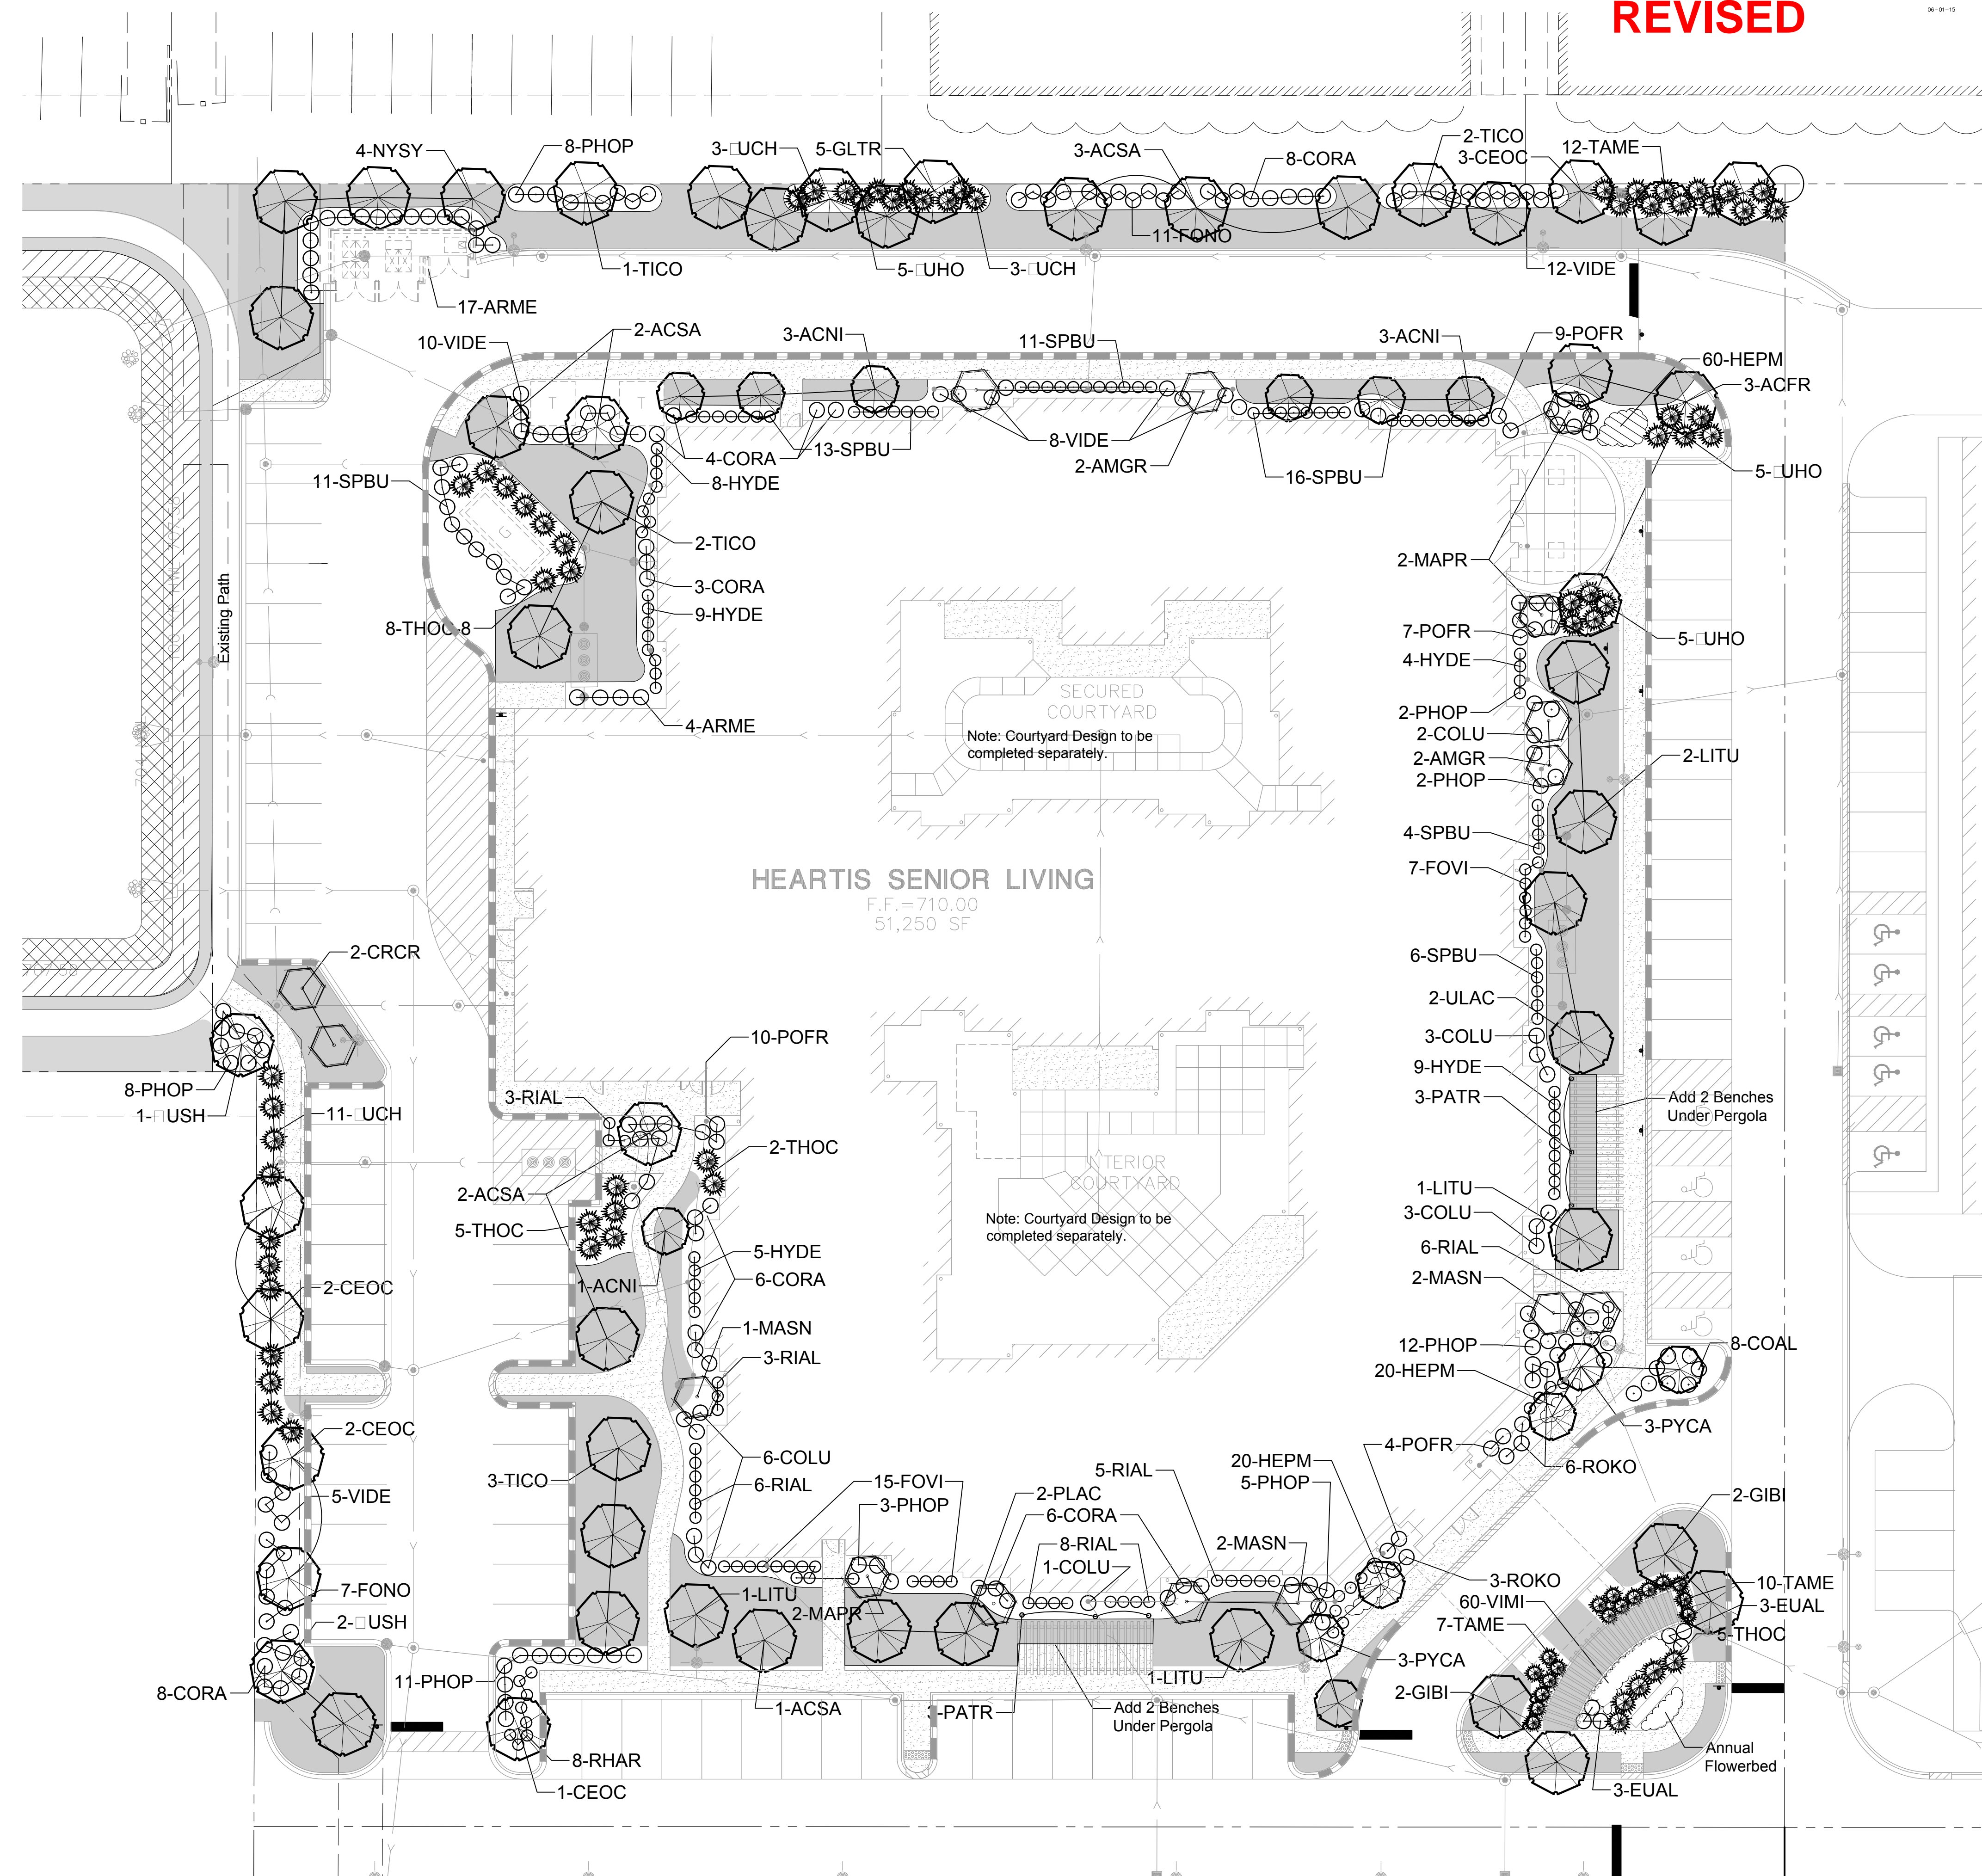 REVISED
06-01-15
4-NYSY
8-PHOP
3-□UCH
5-GLTR
3-ACSA
8-CORA
2-TICO
3-CEOC
12-TAME
11-FONO
1-TICO
5-□UHO
3-□UCH
12-VIDE
17-ARME
10-VIDE
2-ACSA
3-ACNI
11-SPBU
3-ACNI
9-POFR
60-HEPM
3-ACFR
T
T
4-CORA
13-SPBU
8-VIDE
2-AMGR
16-SPBU
5-□UHO
11-SPBU
8-HYDE
G
2-TICO
3-CORA
9-HYDE
8-THOC-8
4-ARME
Existing Path
2-MAPR
7-POFR
5-□UHO
4-HYDE
2-PHOP
2-COLU
2-AMGR
2-PHOP
2-LITU
4-SPBU
7-FOVI
SECURED
COURTYARD
Note: Courtyard Design to be
completed separately.
HEARTIS SENIOR LIVING
F.F.=710.00
51,250 SF
6-SPBU
2-ULAC
3-COLU
9-HYDE
3-PATR
Add 2 Benches
Under Pergola
2-CRCR
8-PHOP
1-□USH
11-□UCH
10-POFR
3-RIAL
2-THOC
2-ACSA
5-THOC
INTERIOR
COURTYARD
Note: Courtyard Design to be
completed separately.
1-LITU
3-COLU
6-RIAL
2-MASN
5-HYDE
6-CORA
1-ACNI
2-CEOC
1-MASN
3-RIAL
12-PHOP
20-HEPM
8-COAL
3-PYCA
2-CEOC
3-TICO
6-COLU
6-RIAL
5-VIDE
15-FOVI
3-PHOP
2-PLAC
6-CORA
5-RIAL
20-HEPM
5-PHOP
4-POFR
6-ROKO
2-GIBI
8-RIAL
1-COLU
2-MASN
7-FONO
1-LITU
2-MAPR
3-ROKO
60-VIMI
7-TAME
10-TAME
3-EUAL
5-THOC
2-□USH
8-CORA
11-PHOP
1-ACSA
3-PATR
Add 2 Benches
Under Pergola
1-LITU
3-PYCA
2-GIBI
8-RHAR
1-CEOC
Annual
Flowerbed
3-EUAL